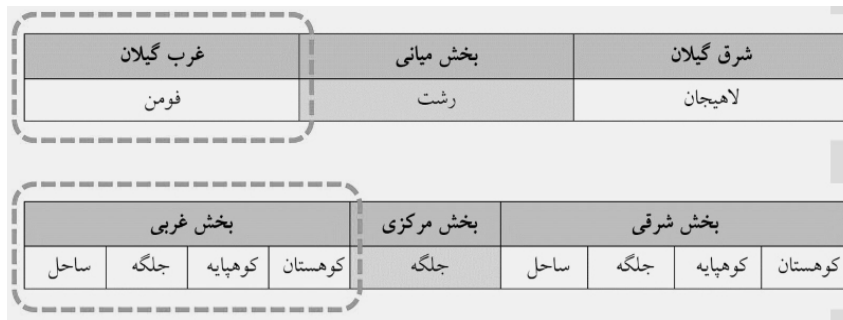 شرق گیلان بخش میانی غرب گیلان
لاهیجان رشت فومن
بخش شرقی بخش مرکزی بخش غربی
کوهستان کوهپایه جلگه ساحل جلگه کوهستان کوهپایه جلگه ساحل